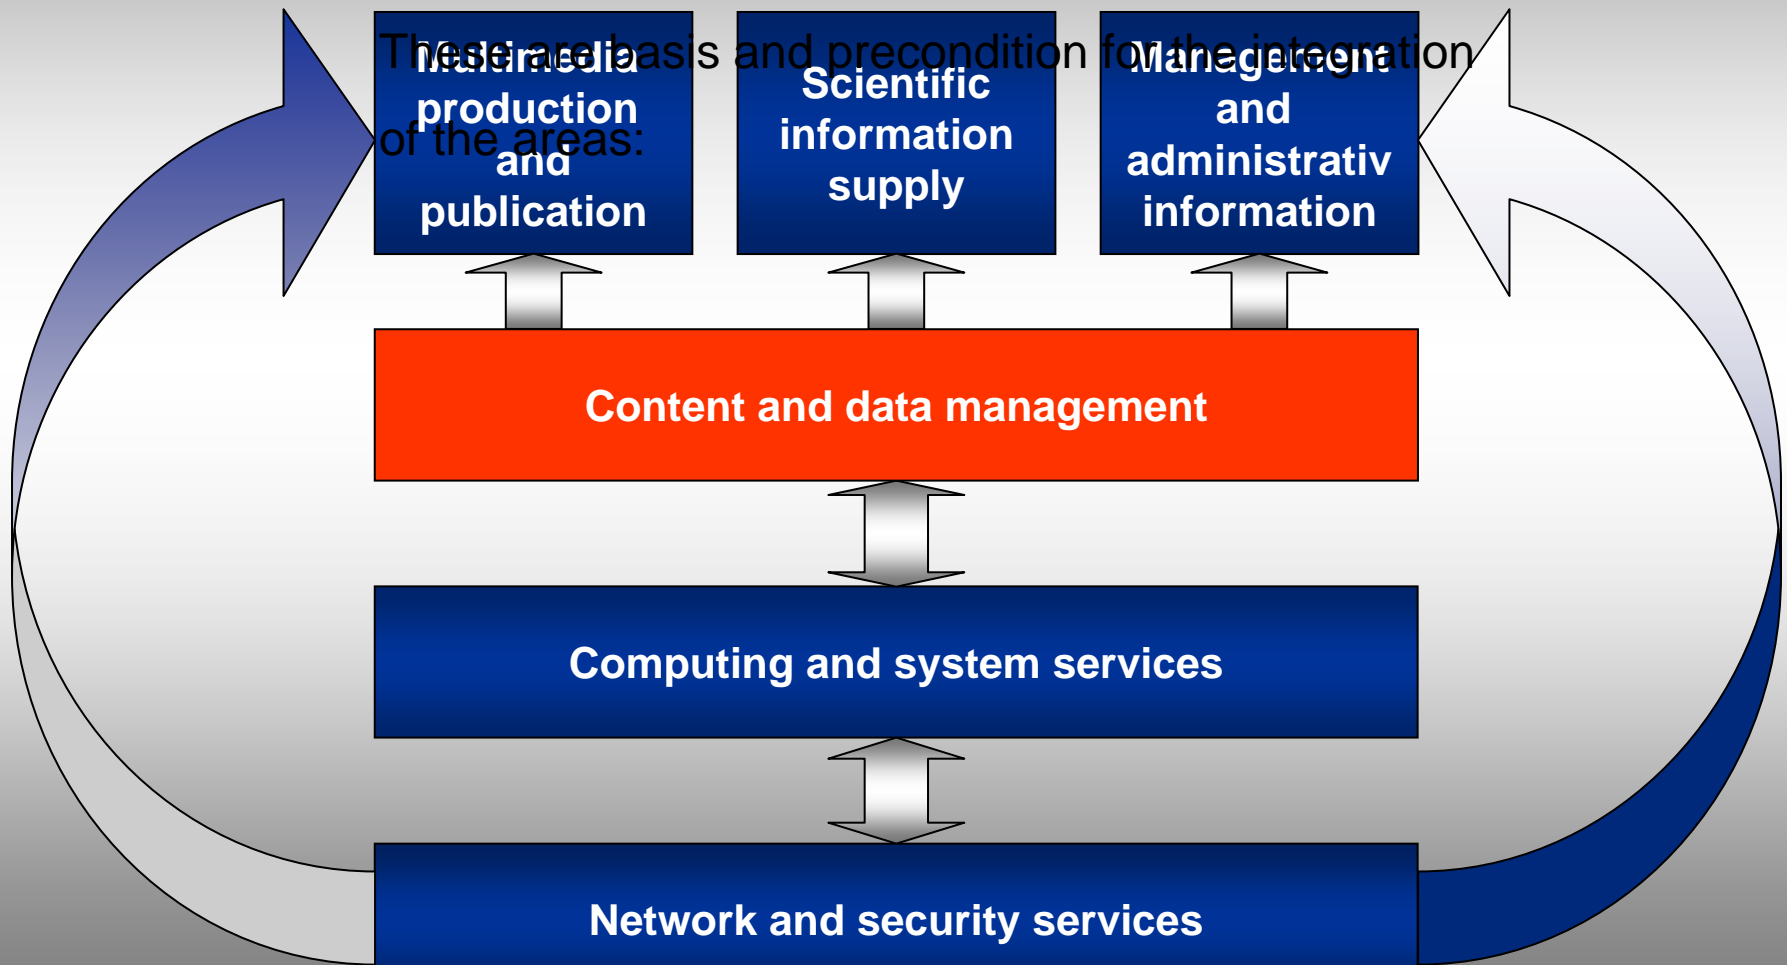 These are basis and precondition for the integration
of the areas:
Multimedia
production
and
publication
Scientific
information
supply
Management
and
administrativ
information
Content and data management
Computing and system services
Network and security services